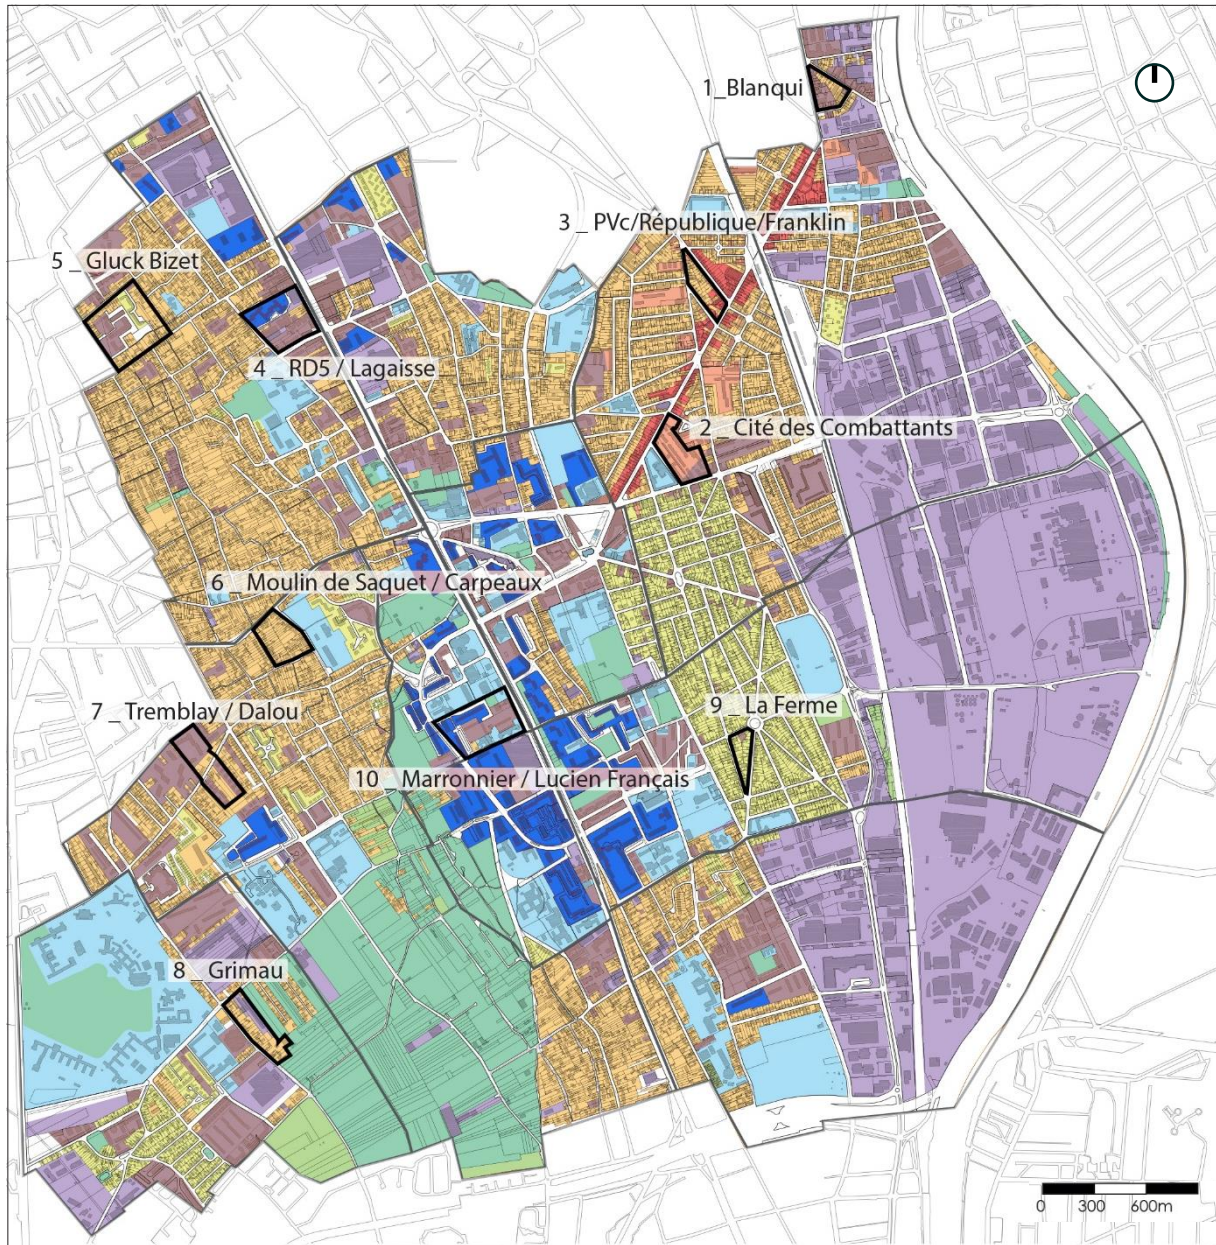 1_Blanqui
3 _ PVc/République/Franklin
5 _ Gluck Bizet
4 _ RD5 / Lagaisse
2 _ Cité des Combattants
6 _ Moulin de Saquet / Carpeaux
7 _ Tremblay / Dalou
9 _ La Ferme
10 _ Marronnier / Lucien Français
8 _ Grimau
0 300 600m